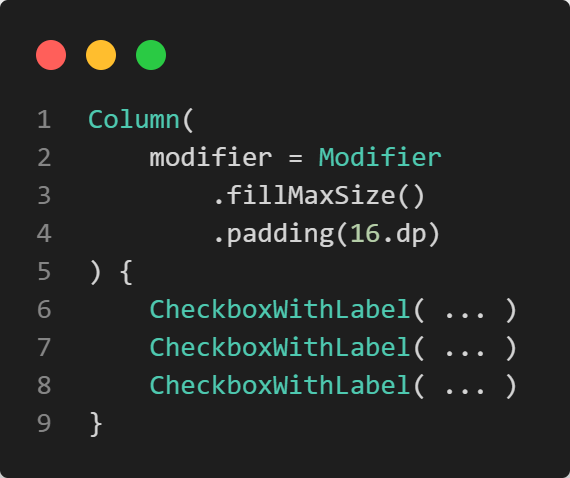 1 Column(
2     modifier = Modifier
3         .fillMaxSize()
4         .padding(16.dp)
5 ) {
6     CheckboxWithLabel( ... )
7     CheckboxWithLabel( ... )
8     CheckboxWithLabel( ... )
9 }